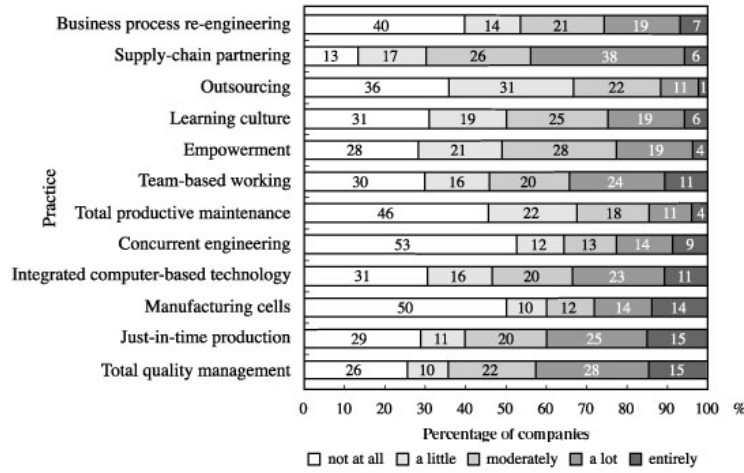 Business process re-engineering 40 14 21 19 7
Supply-chain partnering 13 17 26 38 6
Outsourcing 36 31 22 11 1
Learning culture 31 19 25 19 6
Empowerment 28 21 28 19 4
Team-based working 30 16 20 24 11
Total productive maintenance 46 22 18 11 4
Concurrent engineering 53 12 13 14 9
Integrated computer-based technology 31 16 20 23 11
Manufacturing cells 50 10 12 14 14
Just-in-time production 29 11 20 25 15
Total quality management 26 10 22 28 15
Practice
0 10 20 30 40 50 60 70 80 90 100 %
Percentage of companies
not at all a little moderately a lot entirely